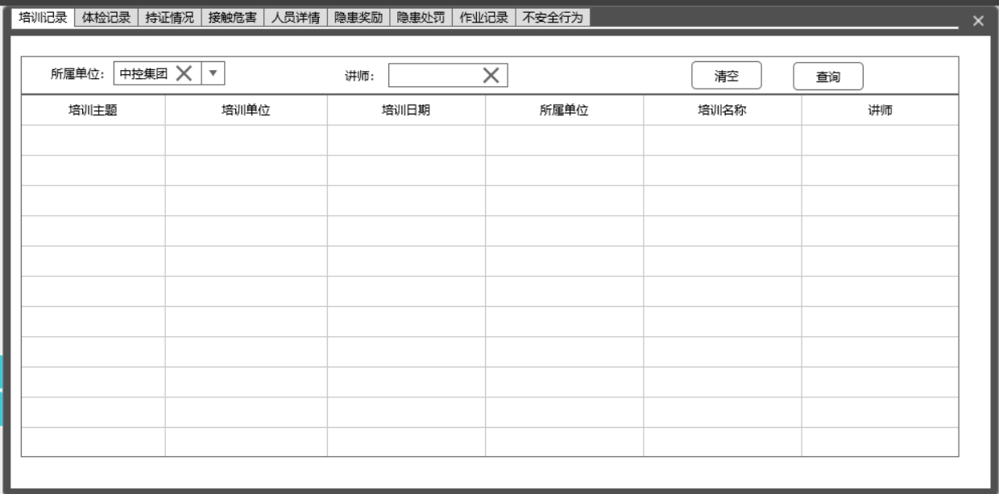 培训记录 体检记录 持证情况 接触危害 人员详情 隐患奖励 隐患处罚 作业记录 不安全行为
所属单位: 中控集团 讲师: 清空 查询
培训主题 培训单位 培训日期 所属单位 培训名称 讲师